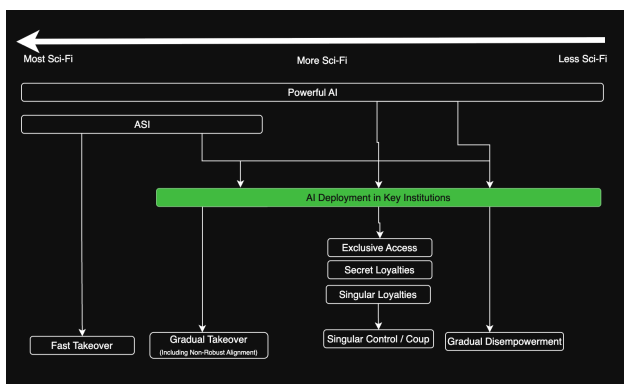 Most Sci-Fi
More Sci-Fi
Less Sci-Fi
Powerful AI
ASI
AI Deployment in Key Institutions
Exclusive Access
Secret Loyalties
Singular Loyalties
Fast Takeover
Gradual Takeover
(Including Non-Robust Alignment)
Singular Control / Coup
Gradual Disempowerment